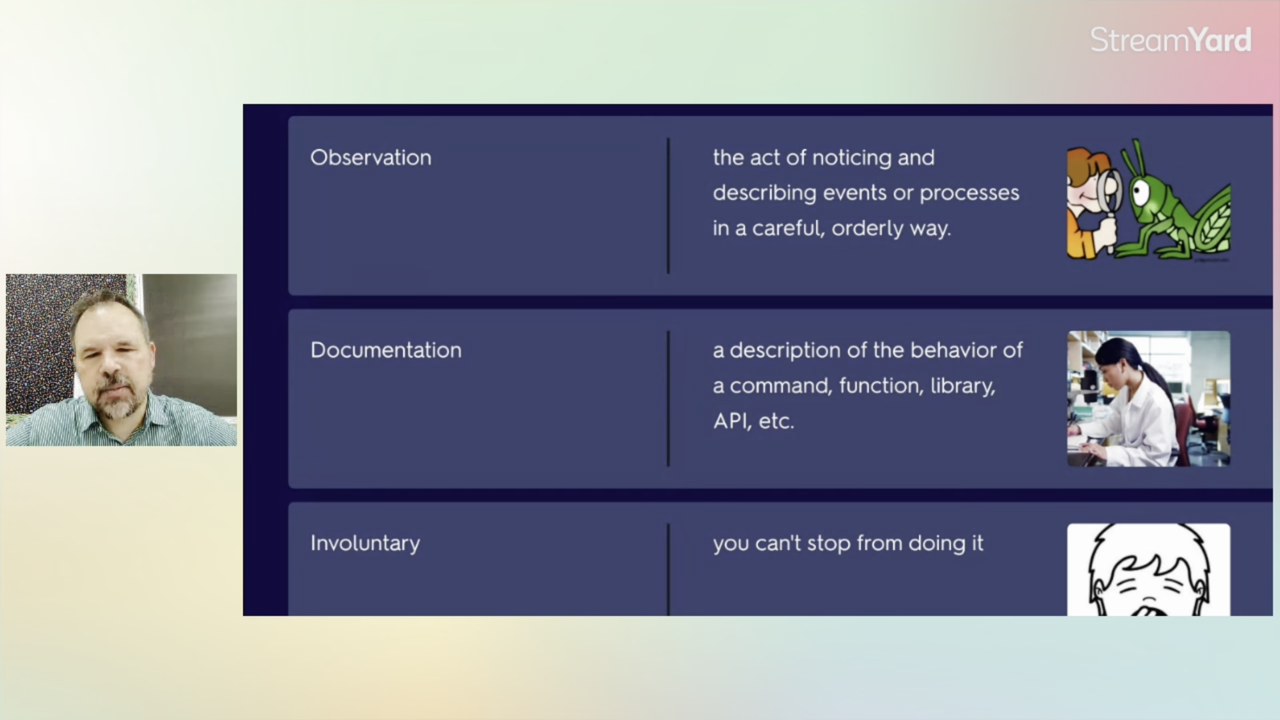 StreamYard
Observation
the act of noticing and
describing events or processes
in a careful, orderly way.
Documentation
a description of the behavior of
a command, function, library,
API, etc.
Involuntary
you can't stop from doing it